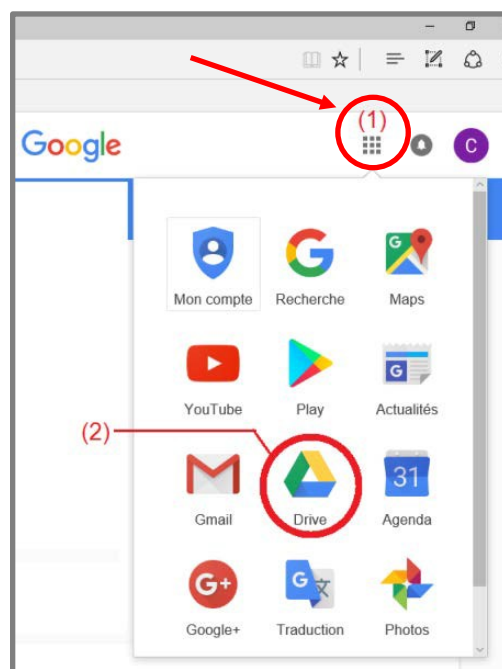 (1)
Google
C
Mon compte Recherche Maps
YouTube Play Actualités
(2)
31
Gmail Drive Agenda
G+
Google+ Traduction Photos